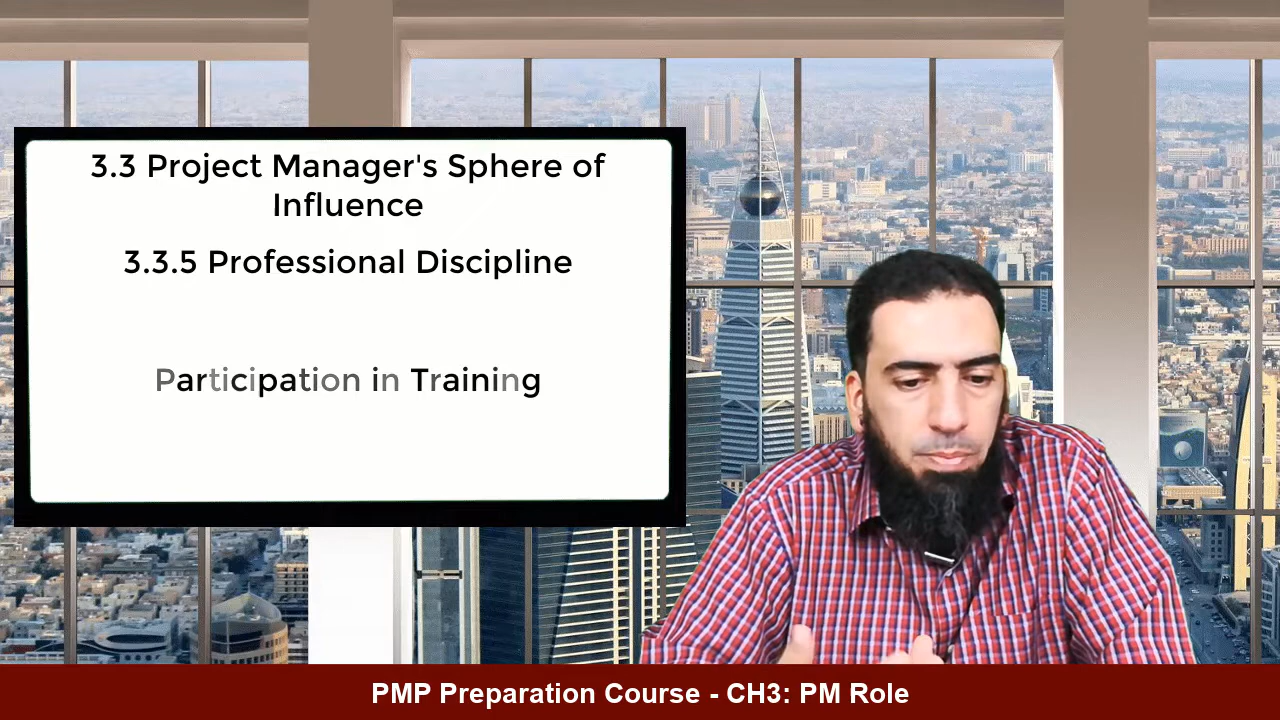 3.3 Project Manager's Sphere of
Influence
3.3.5 Professional Discipline
Participation in Training
PMP Preparation Course - CH3: PM Role